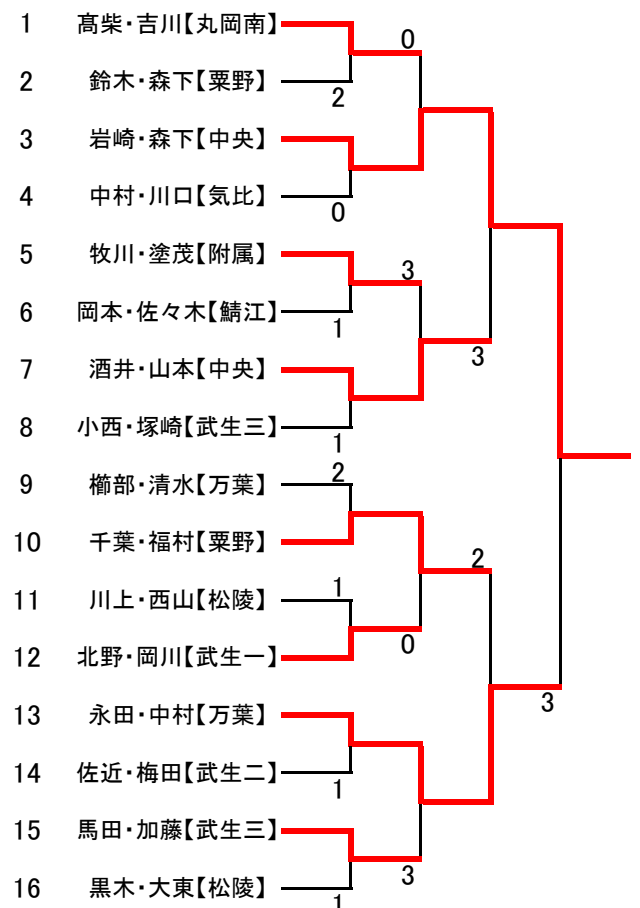 1 髙柴・吉川【丸岡南】
0
2 鈴木・森下【粟野】
2
3 岩崎・森下【中央】
4 中村・川口【気比】
0
5 牧川・塗茂【附属】
3
6 岡本・佐々木【鯖江】
1
3
7 酒井・山本【中央】
8 小西・塚崎【武生三】
1
9 櫛部・清水【万葉】
2
10 千葉・福村【粟野】
2
11 川上・西山【松陵】
1
0
12 北野・岡川【武生一】
3
13 永田・中村【万葉】
14 佐近・梅田【武生二】
1
15 馬田・加藤【武生三】
3
16 黒木・大東【松陵】
1